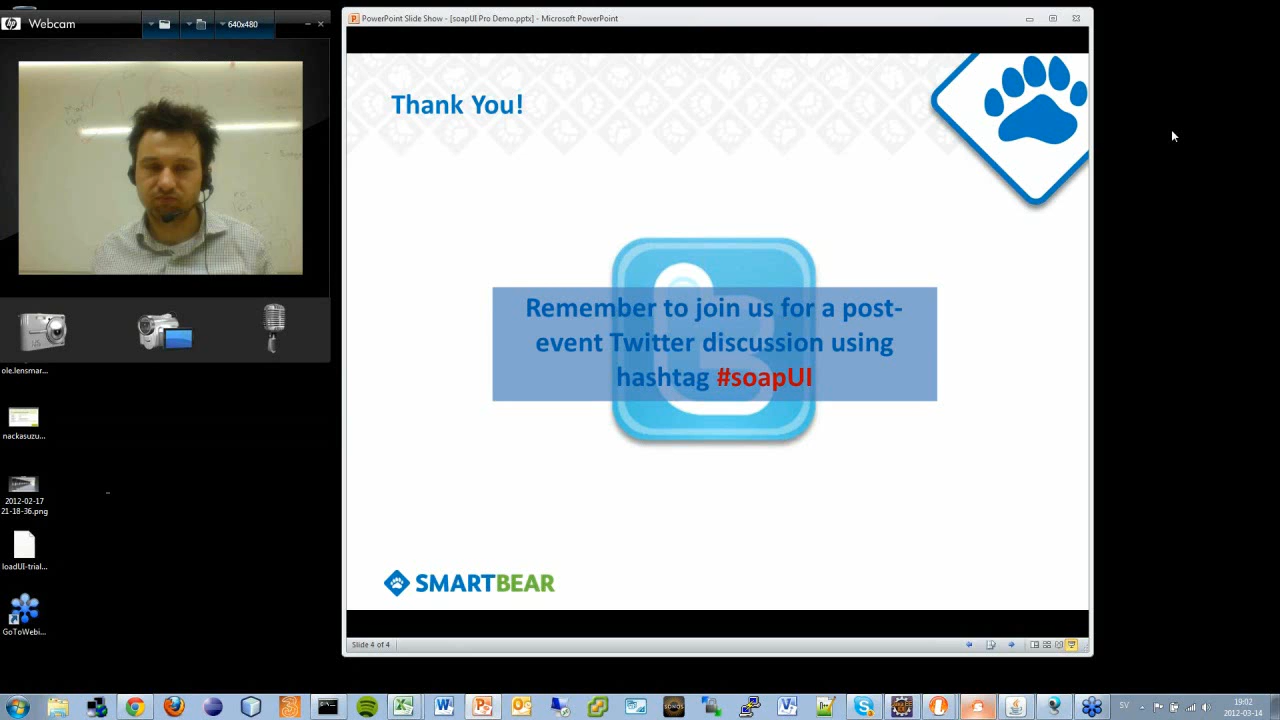 Webcam
640x480
PowerPoint Slide Show - [soapUI Pro Demo.pptx] - Microsoft PowerPoint
Thank You!
Remember to join us for a post-
event Twitter discussion using
hashtag #soapUI
SMARTBEAR
Slide 4 of 4
ole.lensmar...
nackasuzu...
2012-02-17
21-18-36.png
loadUI-trial...
GoToWebi...
SV
19:02
2012-03-14